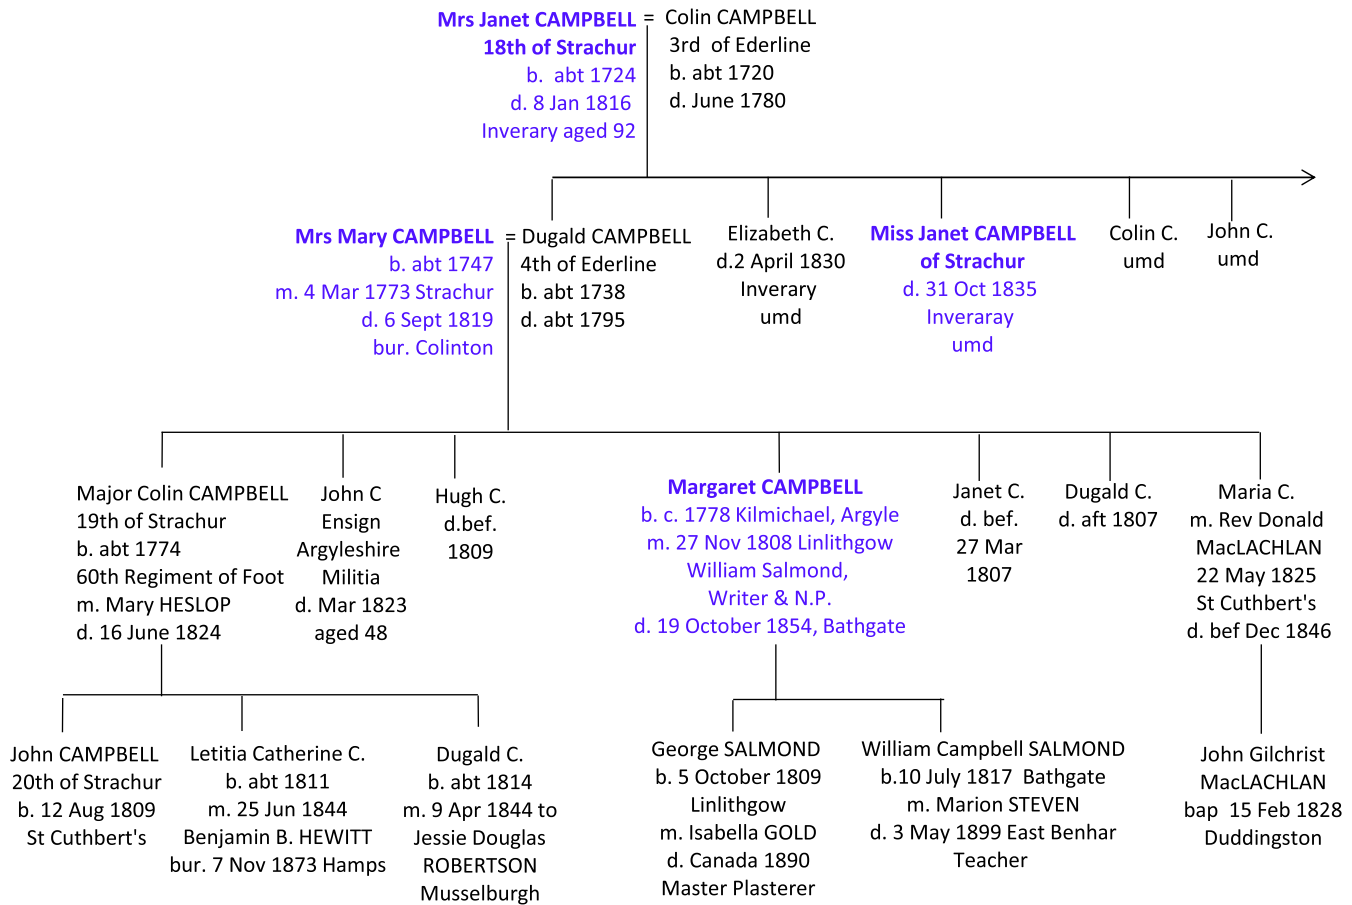 Mrs Janet CAMPBELL = Colin CAMPBELL
18th of Strachur
b. abt 1724
d. 8 Jan 1816
Inverary aged 92
3rd of Ederline
b. abt 1720
d. June 1780
Mrs Mary CAMPBELL = Dugald CAMPBELL
b. abt 1747
m. 4 Mar 1773 Strachur
d. 6 Sept 1819
bur. Colinton
4th of Ederline
b. abt 1738
d. abt 1795
Elizabeth C.
d.2 April 1830
Inverary
umd
Miss Janet CAMPBELL
of Strachur
d. 31 Oct 1835
Inveraray
umd
Colin C.
umd
John C.
umd
Major Colin CAMPBELL
19th of Strachur
b. abt 1774
60th Regiment of Foot
m. Mary HESLOP
d. 16 June 1824
John C
Ensign
Argyleshire
Militia
d. Mar 1823
aged 48
Hugh C.
d.bef.
1809
Margaret CAMPBELL
b. c. 1778 Kilmichael, Argyle
m. 27 Nov 1808 Linlithgow
William Salmond,
Writer & N.P.
d. 19 October 1854, Bathgate
Janet C.
d. bef.
27 Mar
1807
Dugald C.
d. aft 1807
Maria C.
m. Rev Donald
MacLACHLAN
22 May 1825
St Cuthbert's
d. bef Dec 1846
John CAMPBELL
20th of Strachur
b. 12 Aug 1809
St Cuthbert's
Letitia Catherine C.
b. abt 1811
m. 25 Jun 1844
Benjamin B. HEWITT
bur. 7 Nov 1873 Hamps
Dugald C.
b. abt 1814
m. 9 Apr 1844 to
Jessie Douglas
ROBERTSON
Musselburgh
George SALMOND
b. 5 October 1809
Linlithgow
m. Isabella GOLD
d. Canada 1890
Master Plasterer
William Campbell SALMOND
b.10 July 1817 Bathgate
m. Marion STEVEN
d. 3 May 1899 East Benhar
Teacher
John Gilchrist
MacLACHLAN
bap 15 Feb 1828
Duddingston